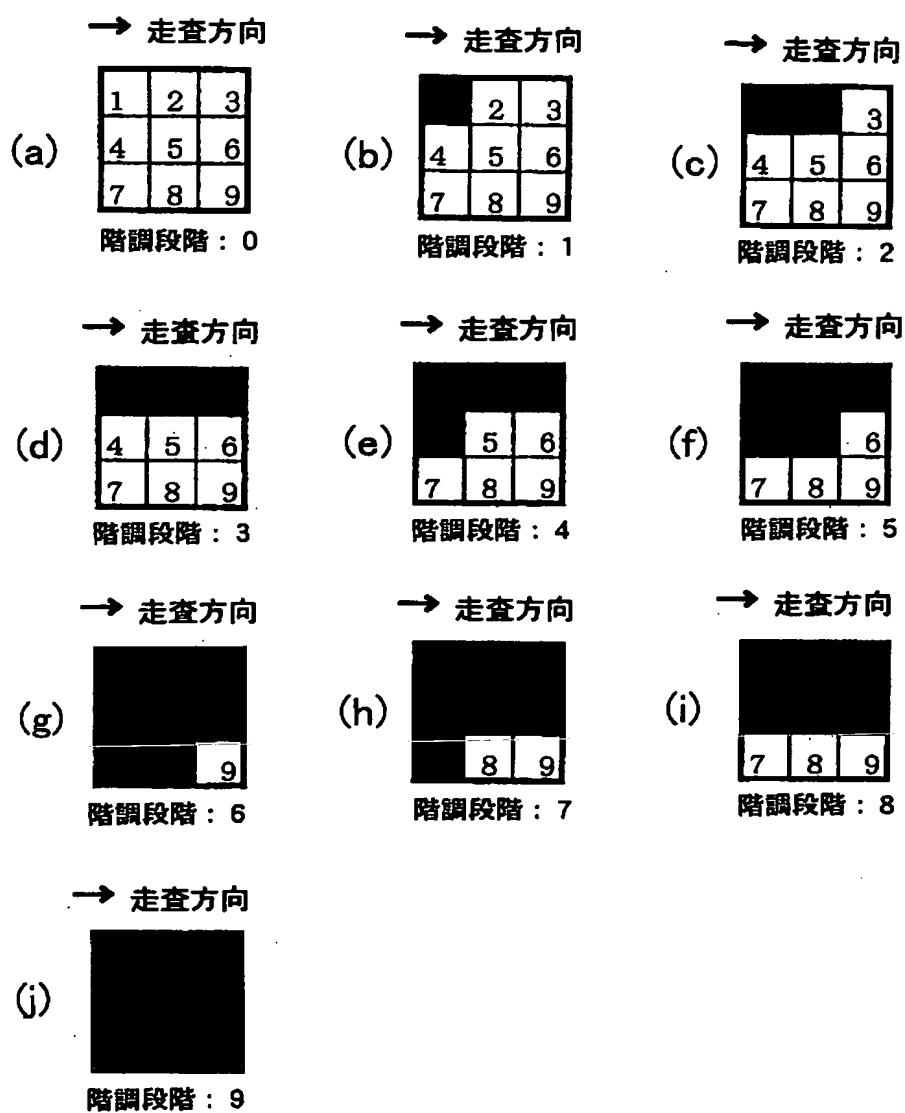 → 走査方向
→ 走査方向
→ 走査方向
(a)
1 2 3
4 5 6
7 8 9
階調段階：0
(b)
2 3
4 5 6
7 8 9
階調段階：1
(c)
3
4 5 6
7 8 9
階調段階：2
→ 走査方向
→ 走査方向
→ 走査方向
(d)
4 5 6
7 8 9
階調段階：3
(e)
5 6
7 8 9
階調段階：4
(f)
6
7 8 9
階調段階：5
→ 走査方向
→ 走査方向
→ 走査方向
(g)
9
階調段階：6
(h)
8 9
階調段階：7
(i)
7 8 9
階調段階：8
→ 走査方向
(j)
階調段階：9